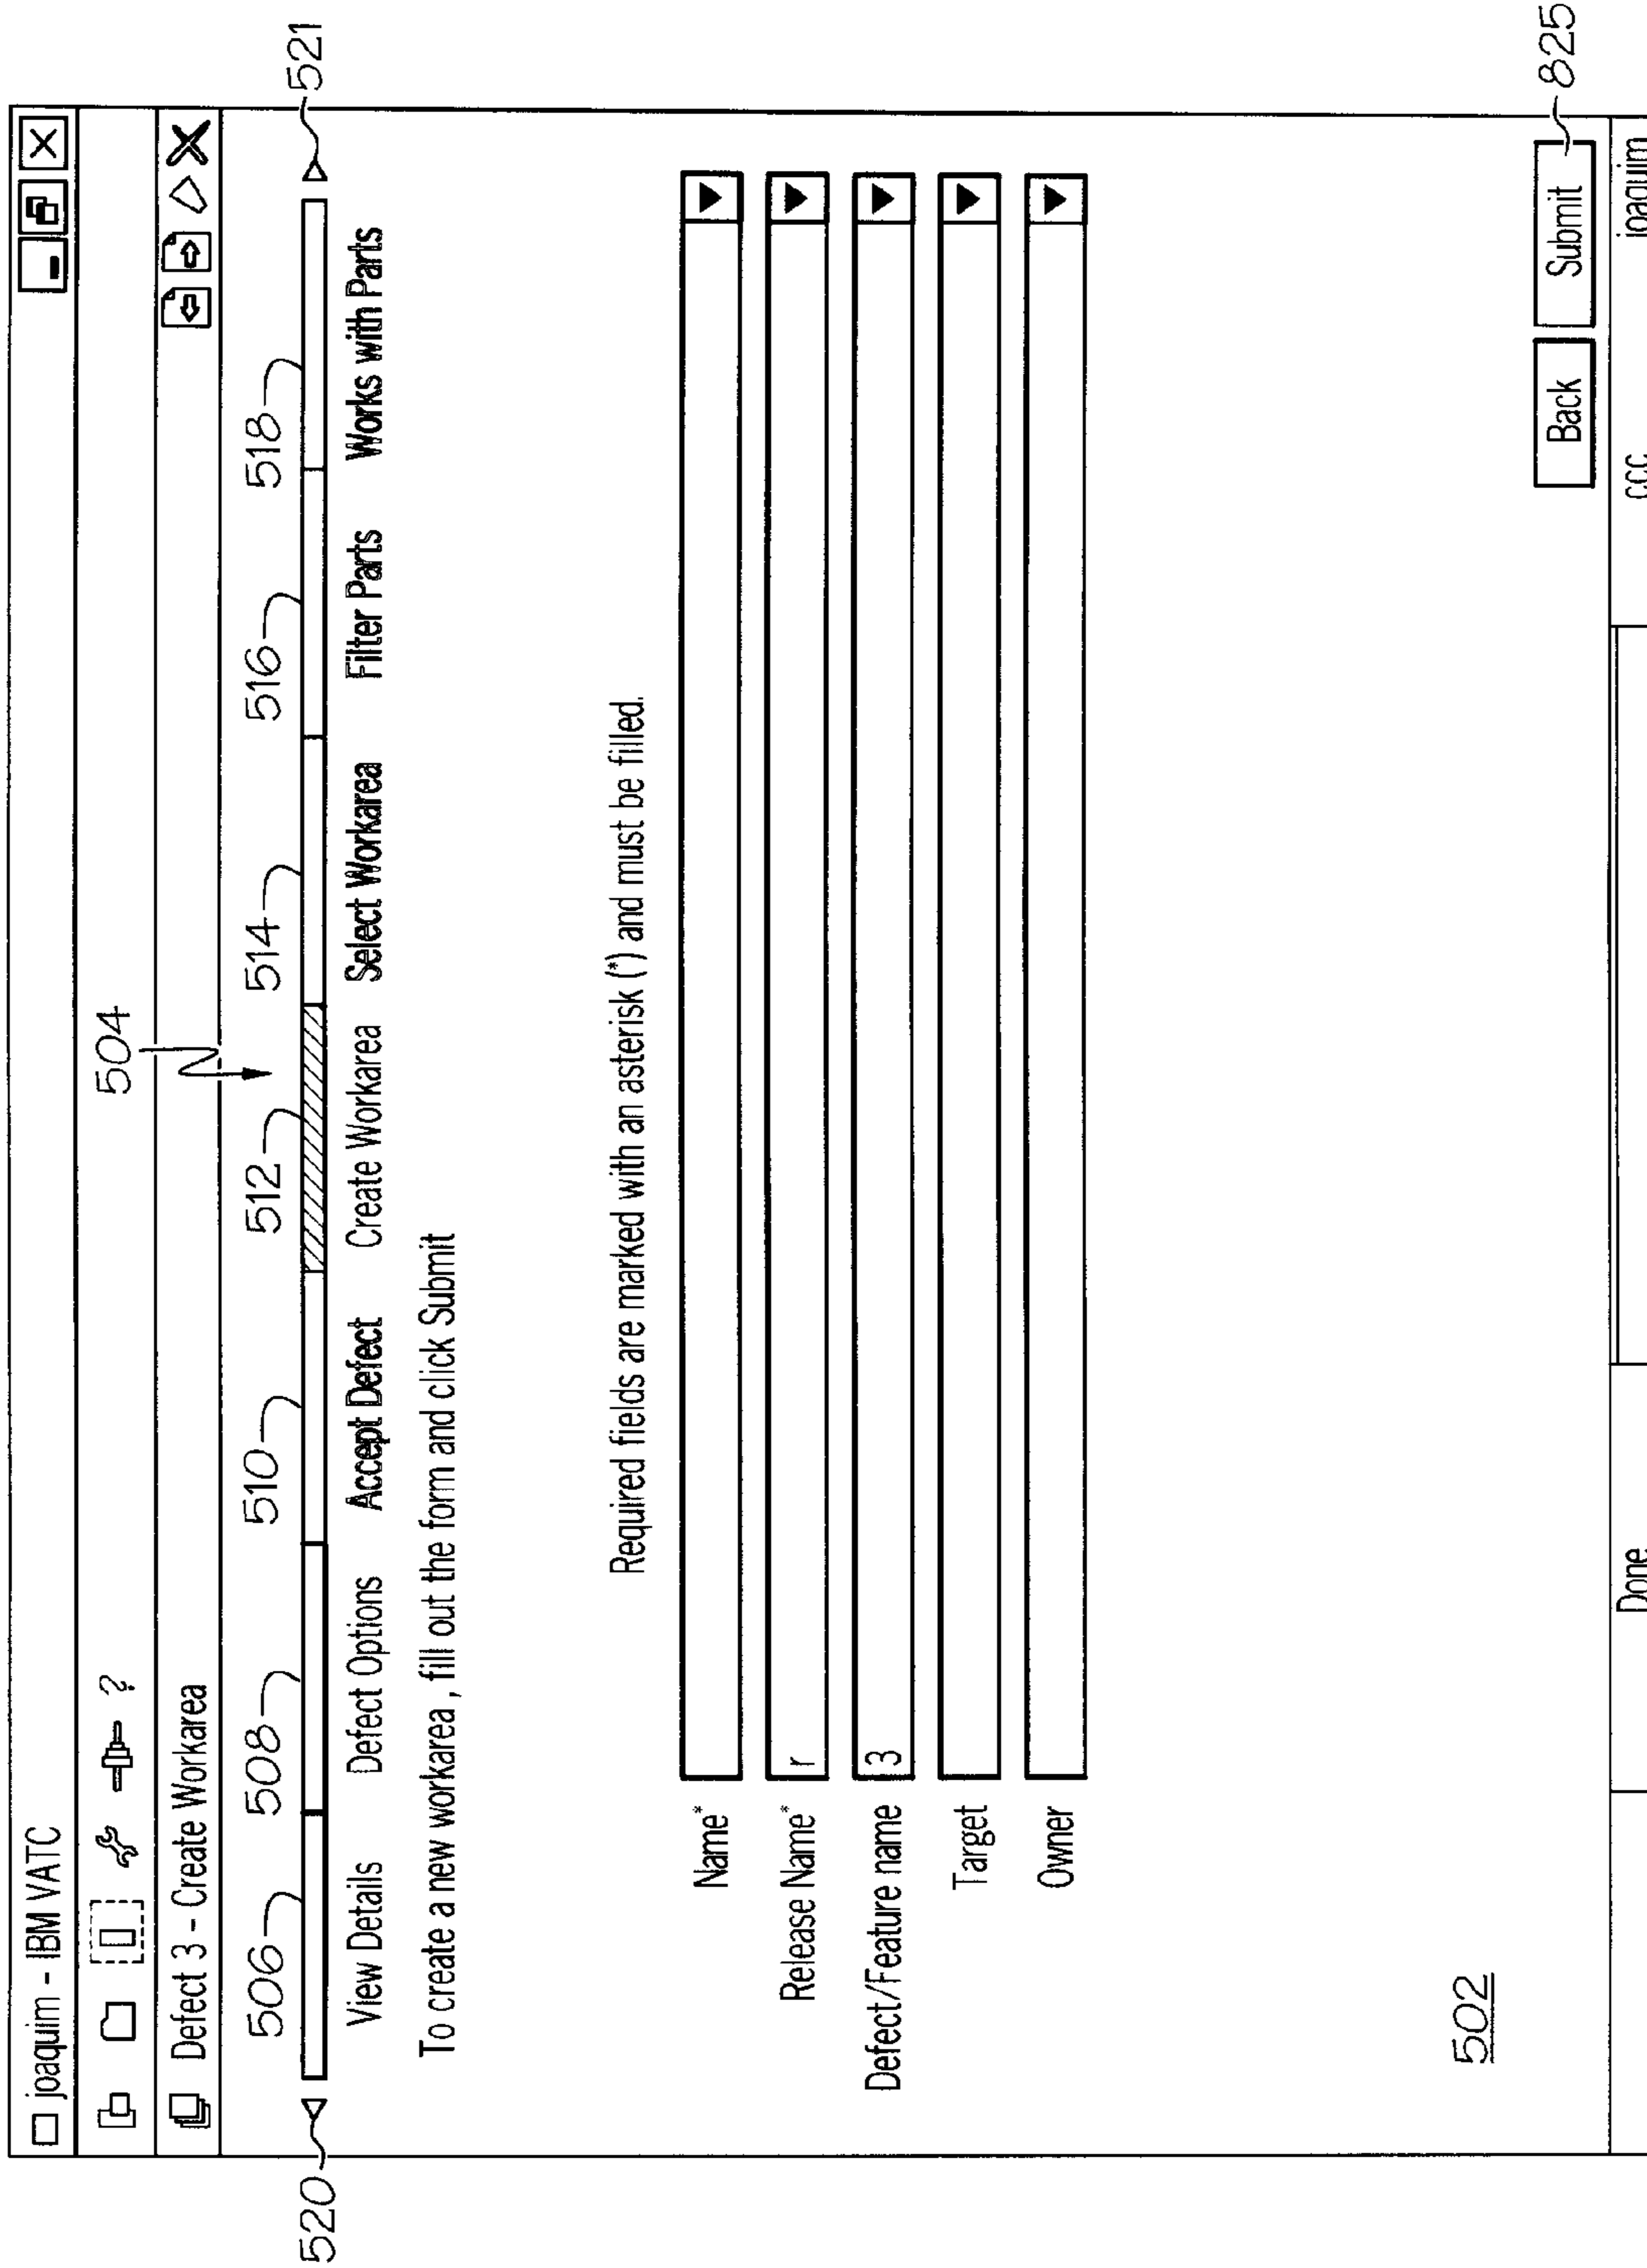 joaquim - IBM VATC
?
504
Defect 3 - Create Workarea
506 508 510 512 514 516 518
520 521
View Details Defect Options Accept Defect Create Workarea Select Workarea Filter Parts Works with Parts
To create a new workarea , fill out the form and click Submit
Required fields are marked with an asterisk (*) and must be filled.
Name*
Release Name* r
Defect/Feature name 3
Target
Owner
502
Back Submit 825
Done ccc joaquim